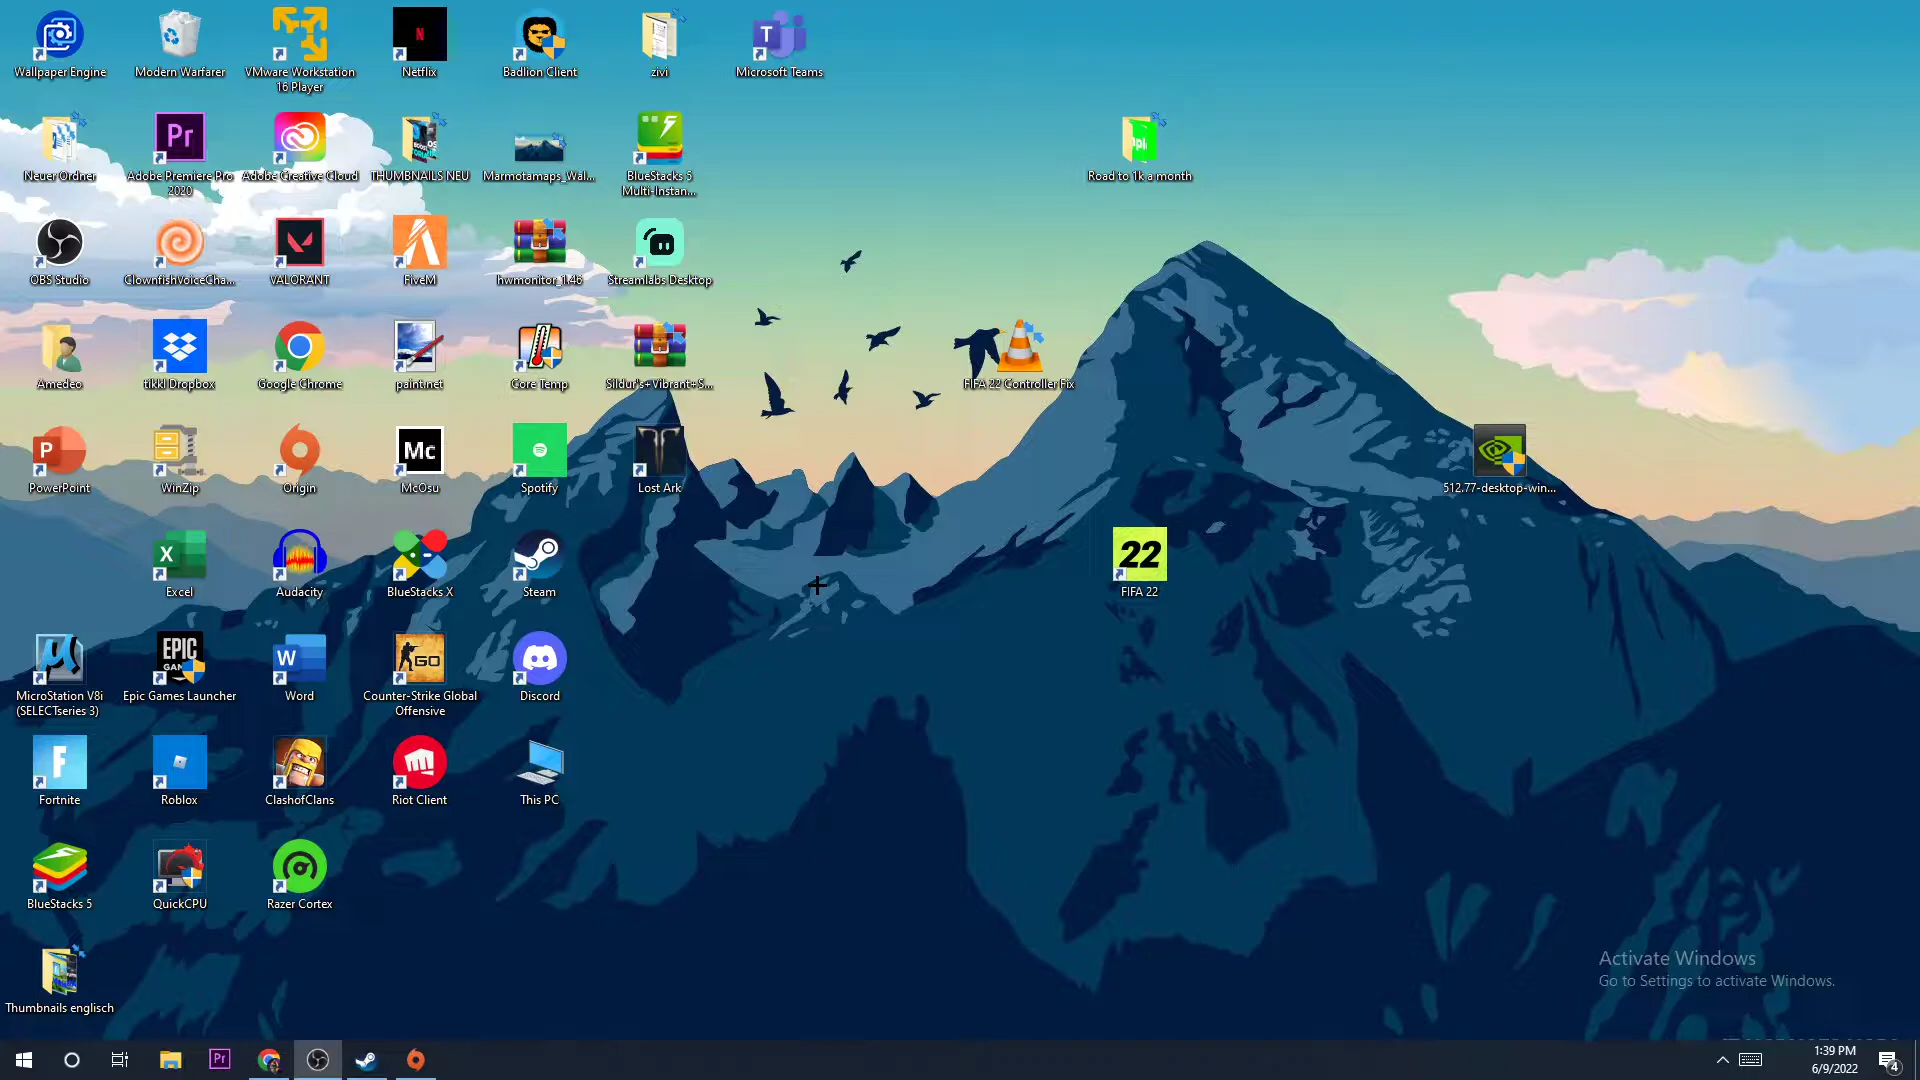 Wallpaper Engine
Modern Warfarer
VMware Workstation
16 Player
Netflix
Badlion Client
zivi
Microsoft Teams
Neuer Ordner
Adobe Premiere Pro
2020
Adobe Creative Cloud
THUMBNAILS NEU
Marmotamaps_Wal...
BlueStacks 5
Multi-Instan...
Road to 1k a month
OBS Studio
ClownfishVoiceCha...
VALORANT
FiveM
hwmonitor_1.46
Streamlabs Desktop
Amedeo
tikkl Dropbox
Google Chrome
paint.net
Core Temp
Sildur's+Vibrant+S...
FIFA 22 Controller Fix
PowerPoint
WinZip
Origin
McOsu
Spotify
Lost Ark
512.77-desktop-win...
Excel
Audacity
BlueStacks X
Steam
22
FIFA 22
MicroStation V8i
(SELECTseries 3)
Epic Games Launcher
Word
Counter-Strike Global
Offensive
Discord
Fortnite
Roblox
ClashofClans
Riot Client
This PC
BlueStacks 5
QuickCPU
Razer Cortex
Thumbnails englisch
Activate Windows
Go to Settings to activate Windows.
1:39 PM
6/9/2022
4